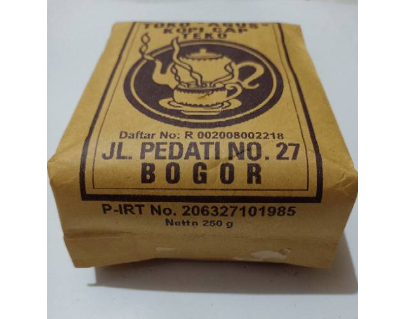 TOKO "AGUS"
KOPI CAP
TEKO
Daftar No: R 002008002218
JL. PEDATI NO. 27
BOGOR
P-IRT No. 206327101985
Netto 250 g